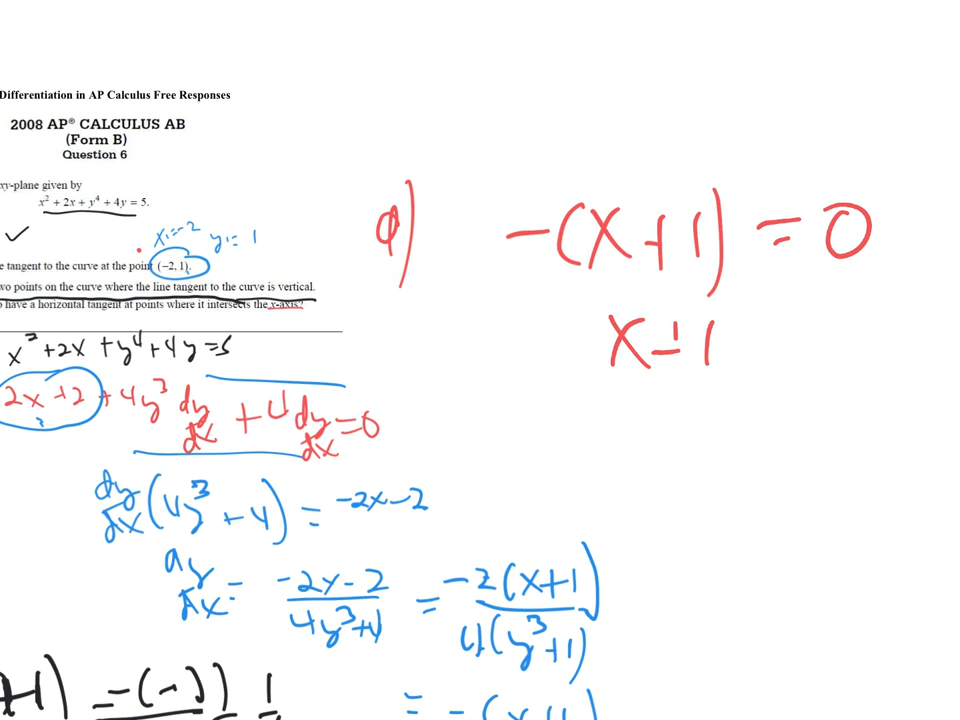 Differentiation in AP Calculus Free Responses
2008 AP® CALCULUS AB
(Form B)
Question 6
xy-plane given by
x² + 2x + y⁴ + 4y = 5.
x₁=-2 y₁=1
e tangent to the curve at the point (−2, 1).
wo points on the curve where the line tangent to the curve is vertical.
o have a horizontal tangent at points where it intersects the x-axis?
x² +2x +y⁴+4y=5
2x+2 + 4y³ dy/dx + 4 dy/dx =0
dy/dx (4y³ + 4) = -2x-2
dy/dx = -2x-2 / 4y³+4 = -2(x+1) / 4(y³+1)
+1) = -(-2)
= -(x+1)
d) -(x+1) = 0